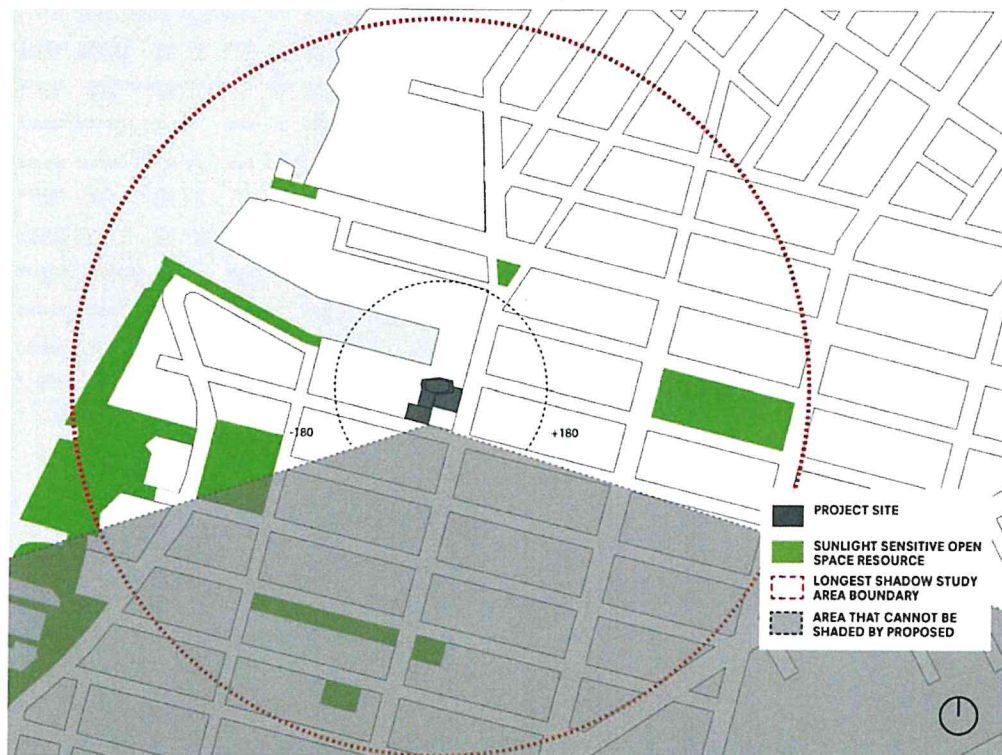 -180
+180
PROJECT SITE
SUNLIGHT SENSITIVE OPEN
SPACE RESOURCE
LONGEST SHADOW STUDY
AREA BOUNDARY
AREA THAT CANNOT BE
SHADED BY PROPOSED